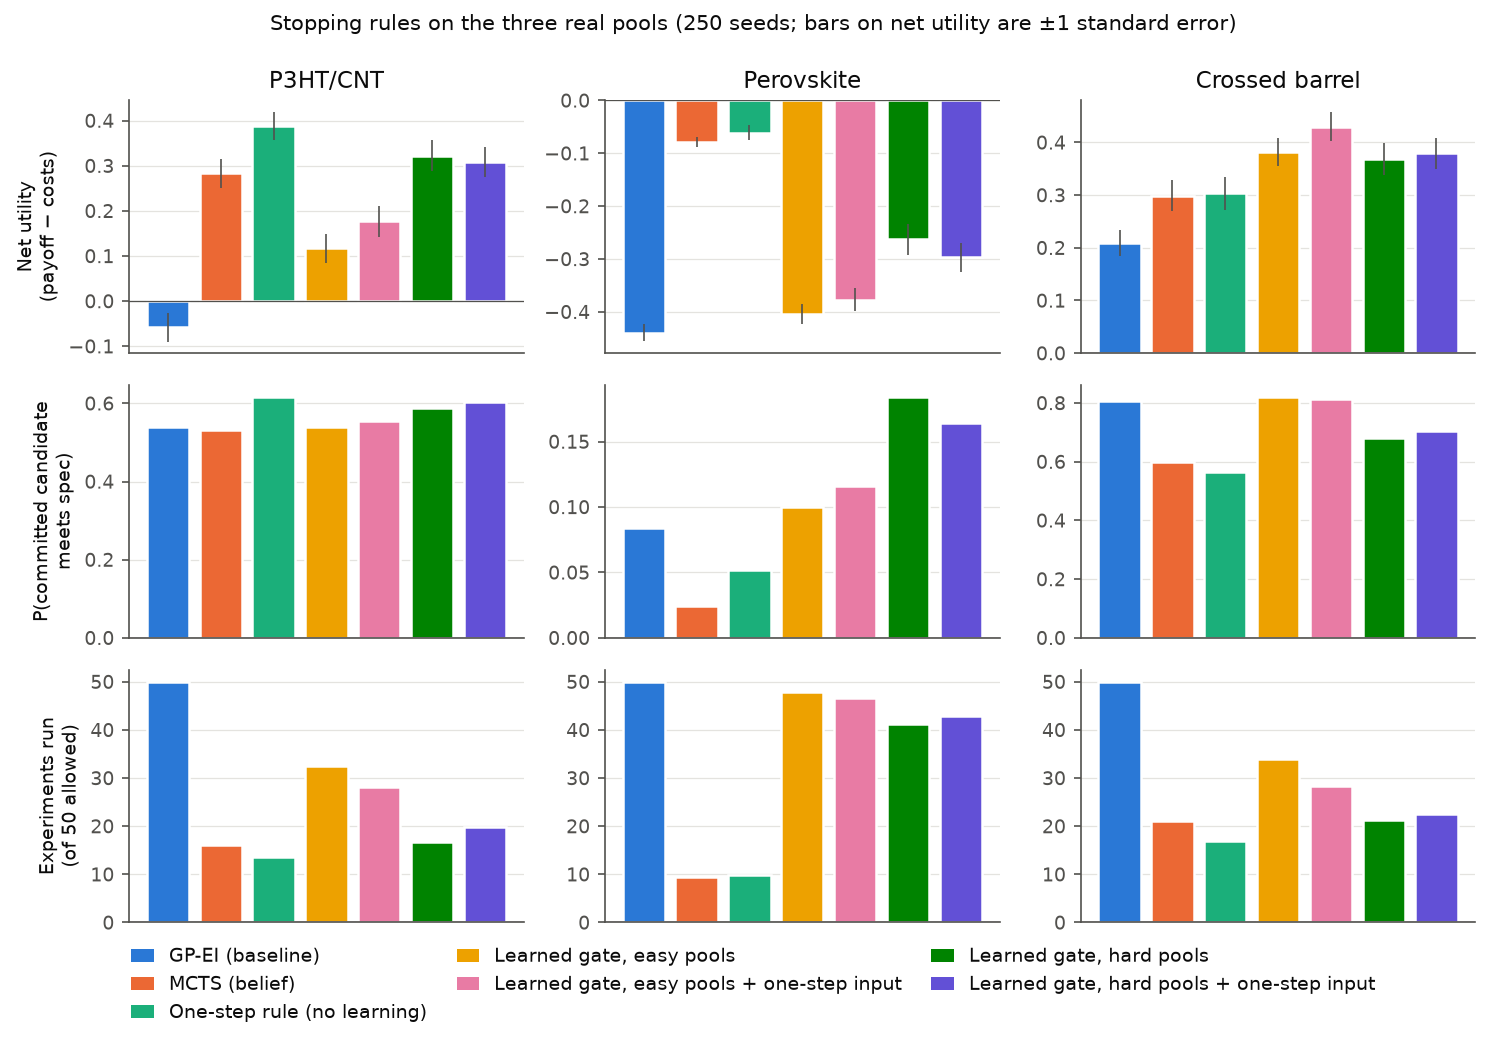 Stopping rules on the three real pools (250 seeds; bars on net utility are ±1 standard error)
P3HT/CNT
Perovskite
Crossed barrel
Net utility
(payoff − costs)
0.4
0.3
0.2
0.1
0.0
−0.1
0.0
−0.1
−0.2
−0.3
−0.4
0.4
0.3
0.2
0.1
0.0
P(committed candidate
meets spec)
0.6
0.4
0.2
0.0
0.15
0.10
0.05
0.00
0.8
0.6
0.4
0.2
0.0
Experiments run
(of 50 allowed)
50
40
30
20
10
0
50
40
30
20
10
0
50
40
30
20
10
0
GP-EI (baseline)
MCTS (belief)
One-step rule (no learning)
Learned gate, easy pools
Learned gate, easy pools + one-step input
Learned gate, hard pools
Learned gate, hard pools + one-step input